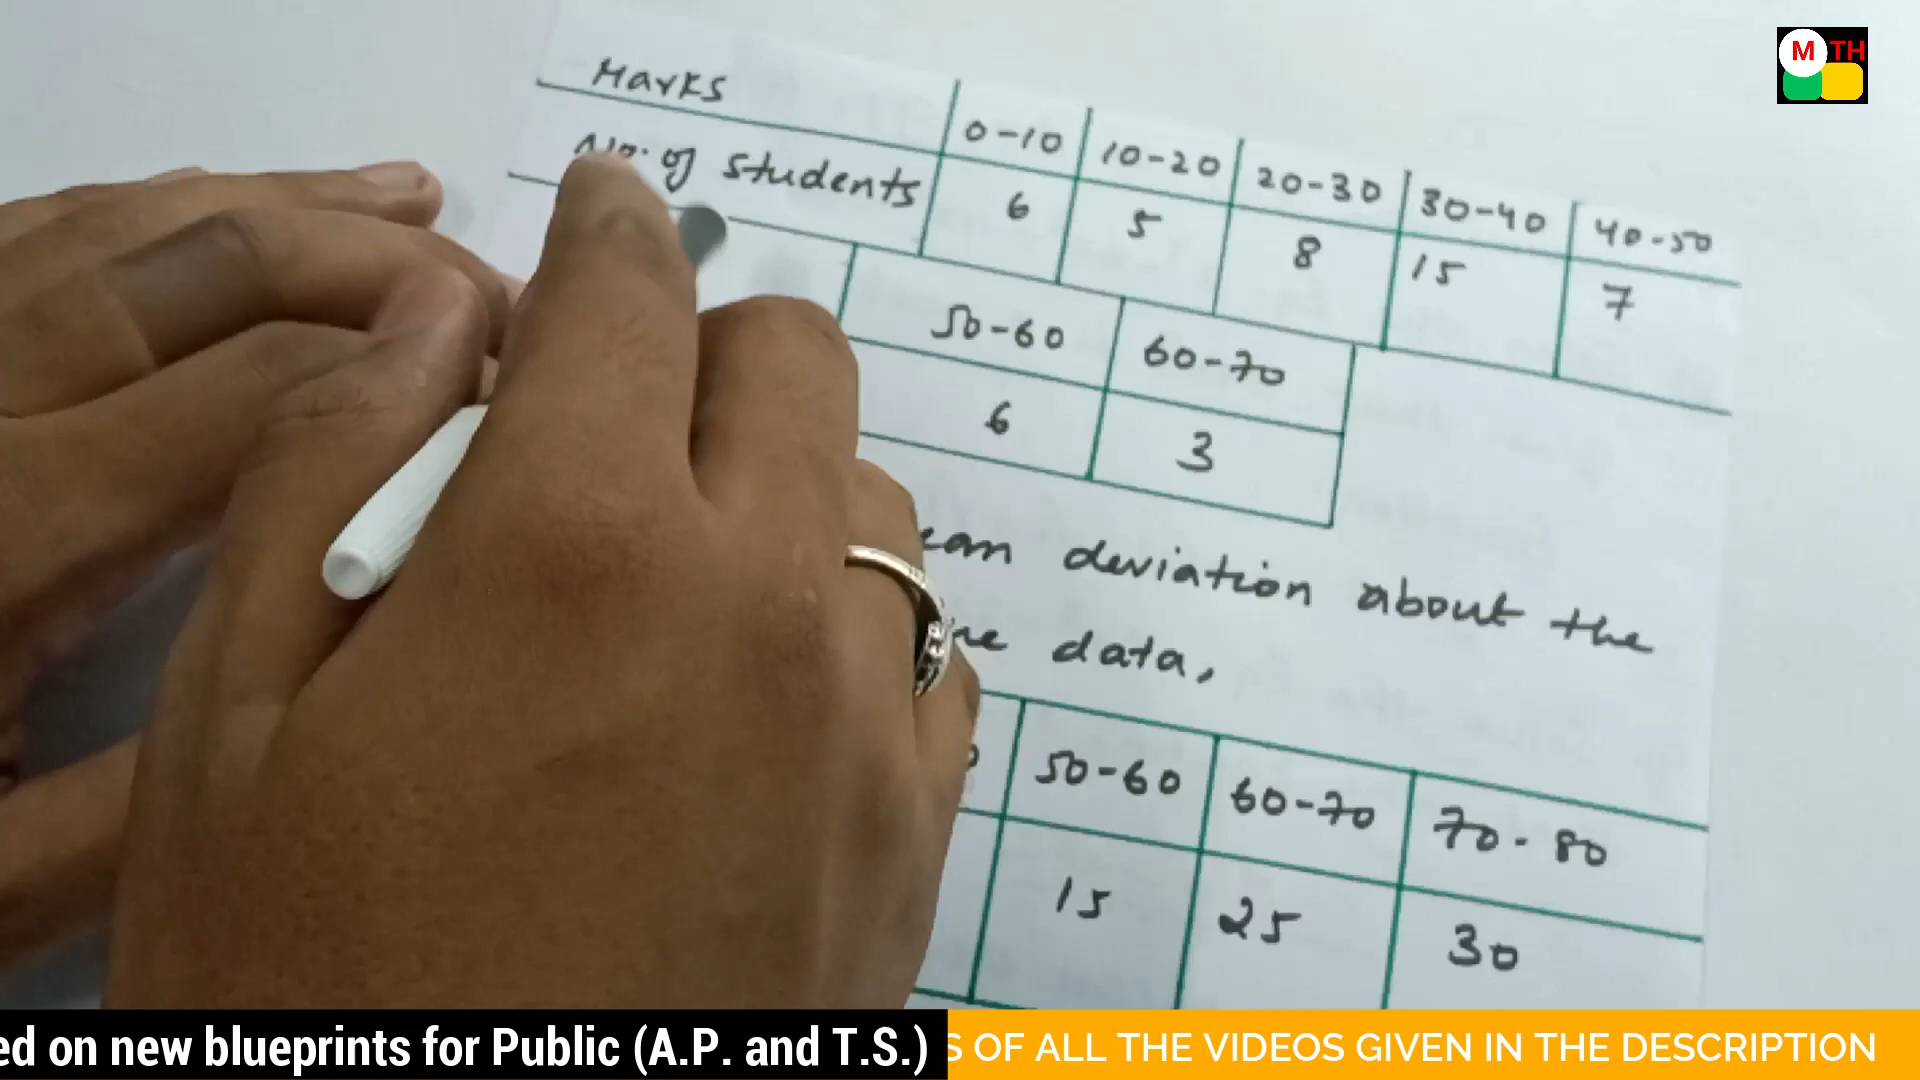 M TH
Marks 0-10 10-20 20-30 30-40 40-50
No. of students 6 5 8 15 7
50-60 60-70
6 3
deviation about the
data,
50-60 60-70 70-80
15 25 30
ed on new blueprints for Public (A.P. and T.S.) S OF ALL THE VIDEOS GIVEN IN THE DESCRIPTION